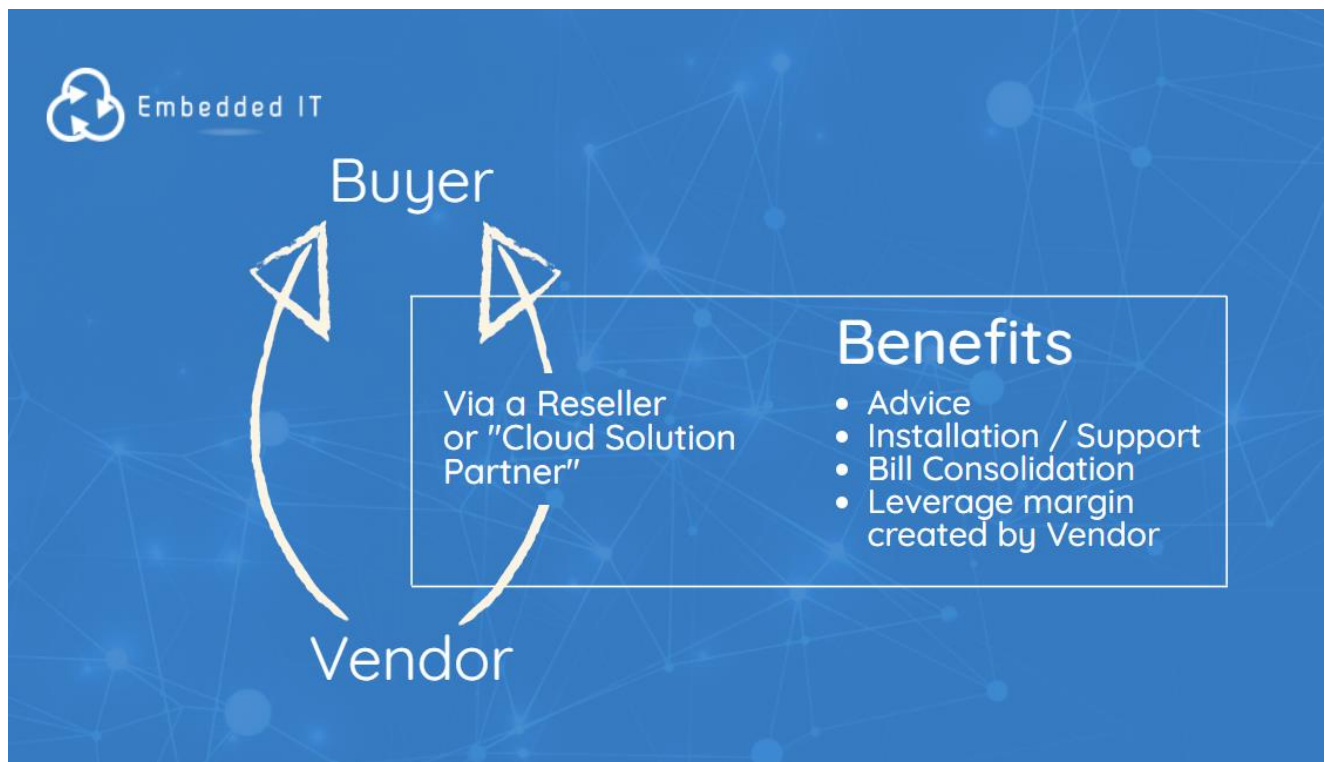 Embedded IT
Buyer
Via a Reseller
or "Cloud Solution
Partner"
Benefits
• Advice
• Installation / Support
• Bill Consolidation
• Leverage margin
created by Vendor
Vendor